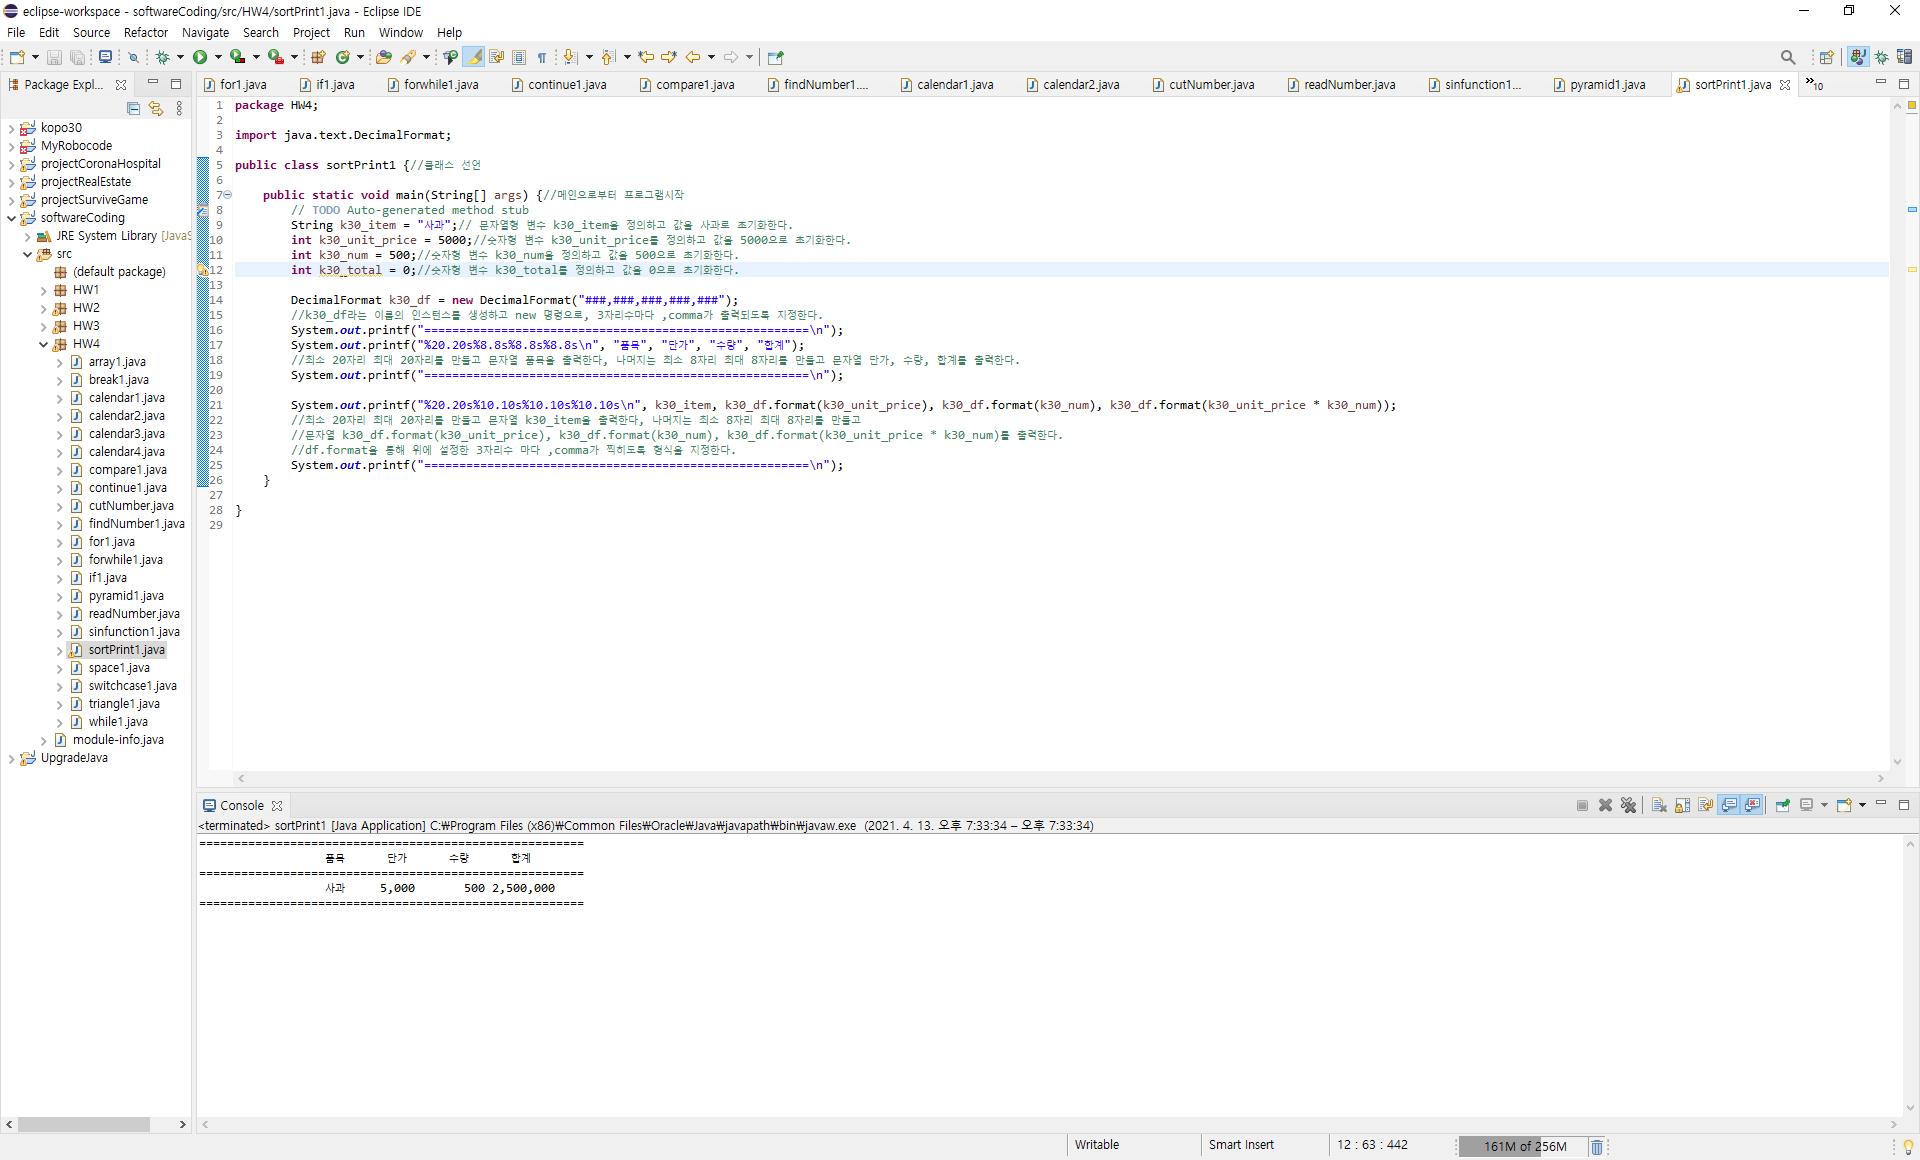 eclipse-workspace - softwareCoding/src/HW4/sortPrint1.java - Eclipse IDE
File Edit Source Refactor Navigate Search Project Run Window Help
Package Expl...
for1.java if1.java forwhile1.java continue1.java compare1.java findNumber1.... calendar1.java calendar2.java cutNumber.java readNumber.java sinfunction1... pyramid1.java sortPrint1.java »10
kopo30
MyRobocode
projectCoronaHospital
projectRealEstate
projectSurviveGame
softwareCoding
JRE System Library [JavaS
src
(default package)
HW1
HW2
HW3
HW4
array1.java
break1.java
calendar1.java
calendar2.java
calendar3.java
calendar4.java
compare1.java
continue1.java
cutNumber.java
findNumber1.java
for1.java
forwhile1.java
if1.java
pyramid1.java
readNumber.java
sinfunction1.java
sortPrint1.java
space1.java
switchcase1.java
triangle1.java
while1.java
module-info.java
UpgradeJava
1 package HW4;
2
3 import java.text.DecimalFormat;
4
5 public class sortPrint1 {//클래스 선언
6
7 public static void main(String[] args) {//메인으로부터 프로그램시작
8 // TODO Auto-generated method stub
9 String k30_item = "사과";// 문자열형 변수 k30_item을 정의하고 값을 사과로 초기화한다.
10 int k30_unit_price = 5000;//숫자형 변수 k30_unit_price를 정의하고 값을 5000으로 초기화한다.
11 int k30_num = 500;//숫자형 변수 k30_num을 정의하고 값을 500으로 초기화한다.
12 int k30_total = 0;//숫자형 변수 k30_total를 정의하고 값을 0으로 초기화한다.
13
14 DecimalFormat k30_df = new DecimalFormat("###,###,###,###,###");
15 //k30_df라는 이름의 인스턴스를 생성하고 new 명령으로, 3자리수마다 ,comma가 출력되도록 지정한다.
16 System.out.printf("=======================================================\n");
17 System.out.printf("%20.20s%8.8s%8.8s%8.8s\n", "품목", "단가", "수량", "합계");
18 //최소 20자리 최대 20자리를 만들고 문자열 품목을 출력한다, 나머지는 최소 8자리 최대 8자리를 만들고 문자열 단가, 수량, 합계를 출력한다.
19 System.out.printf("=======================================================\n");
20
21 System.out.printf("%20.20s%10.10s%10.10s%10.10s\n", k30_item, k30_df.format(k30_unit_price), k30_df.format(k30_num), k30_df.format(k30_unit_price * k30_num));
22 //최소 20자리 최대 20자리를 만들고 문자열 k30_item을 출력한다, 나머지는 최소 8자리 최대 8자리를 만들고
23 //문자열 k30_df.format(k30_unit_price), k30_df.format(k30_num), k30_df.format(k30_unit_price * k30_num)를 출력한다.
24 //df.format을 통해 위에 설정한 3자리수 마다 ,comma가 찍히도록 형식을 지정한다.
25 System.out.printf("=======================================================\n");
26 }
27
28 }
29
Console
<terminated> sortPrint1 [Java Application] C:₩Program Files (x86)₩Common Files₩Oracle₩Java₩javapath₩bin₩javaw.exe (2021. 4. 13. 오후 7:33:34 – 오후 7:33:34)
=======================================================
품목 단가 수량 합계
=======================================================
사과 5,000 500 2,500,000
=======================================================
Writable Smart Insert 12 : 63 : 442 161M of 256M